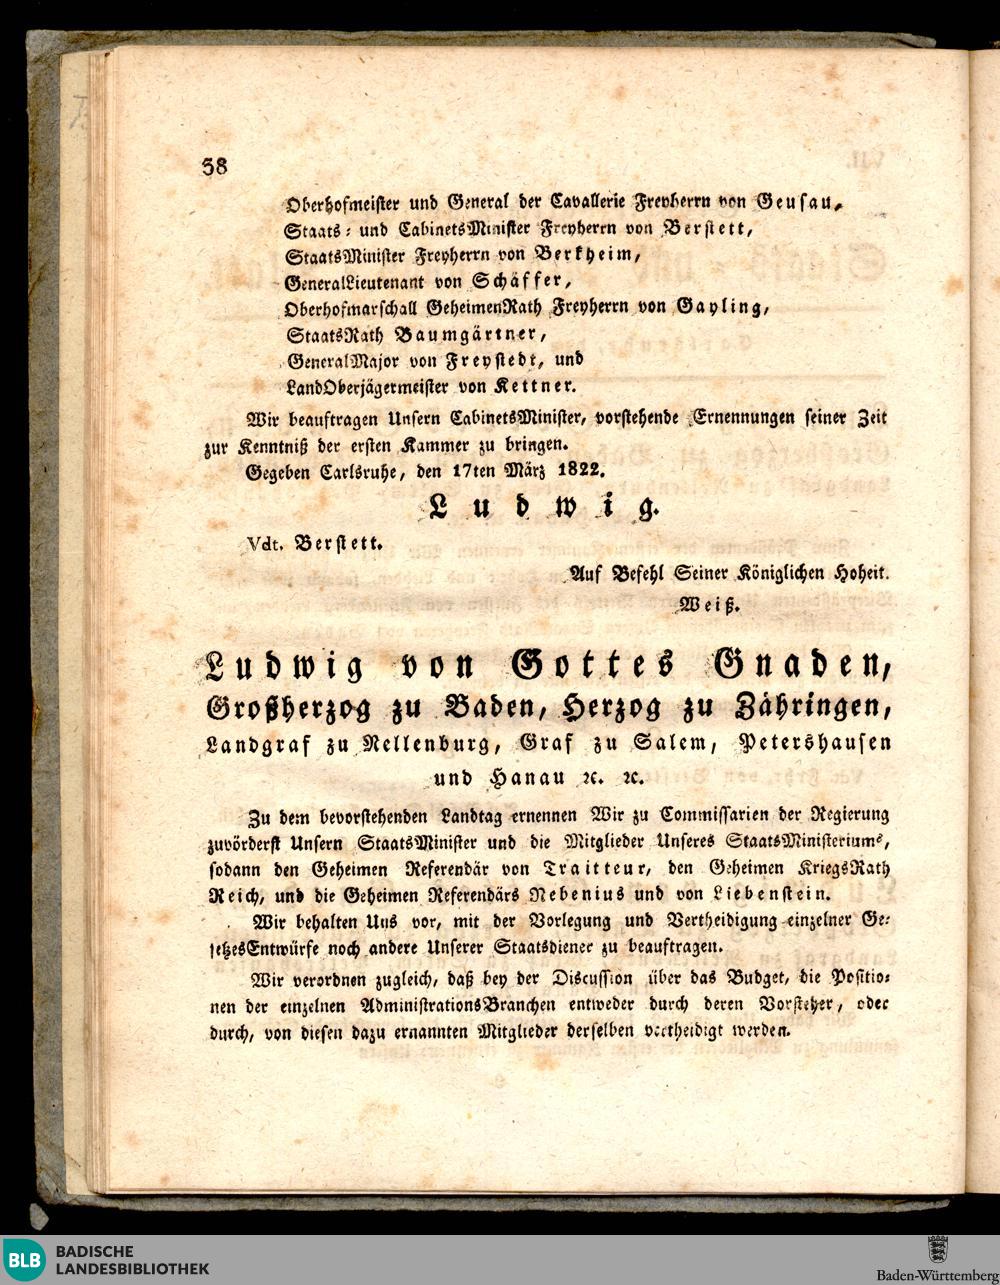 38
Oberhofmeister und General der Cavallerie Freyherrn von Geusau,
Staats- und CabinetsMinister Freyherrn von Berstett,
StaatsMinister Freyherrn von Berkheim,
GeneralLieutenant von Schäffer,
Oberhofmarschall GeheimenRath Freyherrn von Gayling,
StaatsRath Baumgärtner,
GeneralMajor von Freystedt, und
LandOberjägermeister von Kettner.
Wir beauftragen Unsern CabinetsMinister, vorstehende Ernennungen seiner Zeit
zur Kenntniß der ersten Kammer zu bringen.
Gegeben Carlsruhe, den 17ten März 1822.
Ludwig.
Vdt. Berstett.
Auf Befehl Seiner Königlichen Hoheit.
Weiß.
Ludwig von Gottes Gnaden,
Großherzog zu Baden, Herzog zu Zähringen,
Landgraf zu Nellenburg, Graf zu Salem, Petershausen
und Hanau ꝛc. ꝛc.
Zu dem bevorstehenden Landtag ernennen Wir zu Commissarien der Regierung
zuvörderst Unsern StaatsMinister und die Mitglieder Unseres StaatsMinisteriums,
sodann den Geheimen Referendär von Traitteur, den Geheimen KriegsRath
Reich, und die Geheimen Referendärs Nebenius und von Liebenstein.
Wir behalten Uns vor, mit der Vorlegung und Vertheidigung einzelner Ge-
setzesEntwürfe noch andere Unserer Staatsdiener zu beauftragen.
Wir verordnen zugleich, daß bey der Discussion über das Budget, die Positio-
nen der einzelnen AdministrationsBranchen entweder durch deren Vorsteher, oder
durch, von diesen dazu ernannten Mitglieder derselben vertheidigt werden.
BLB BADISCHE
LANDESBIBLIOTHEK
Baden-Württemberg